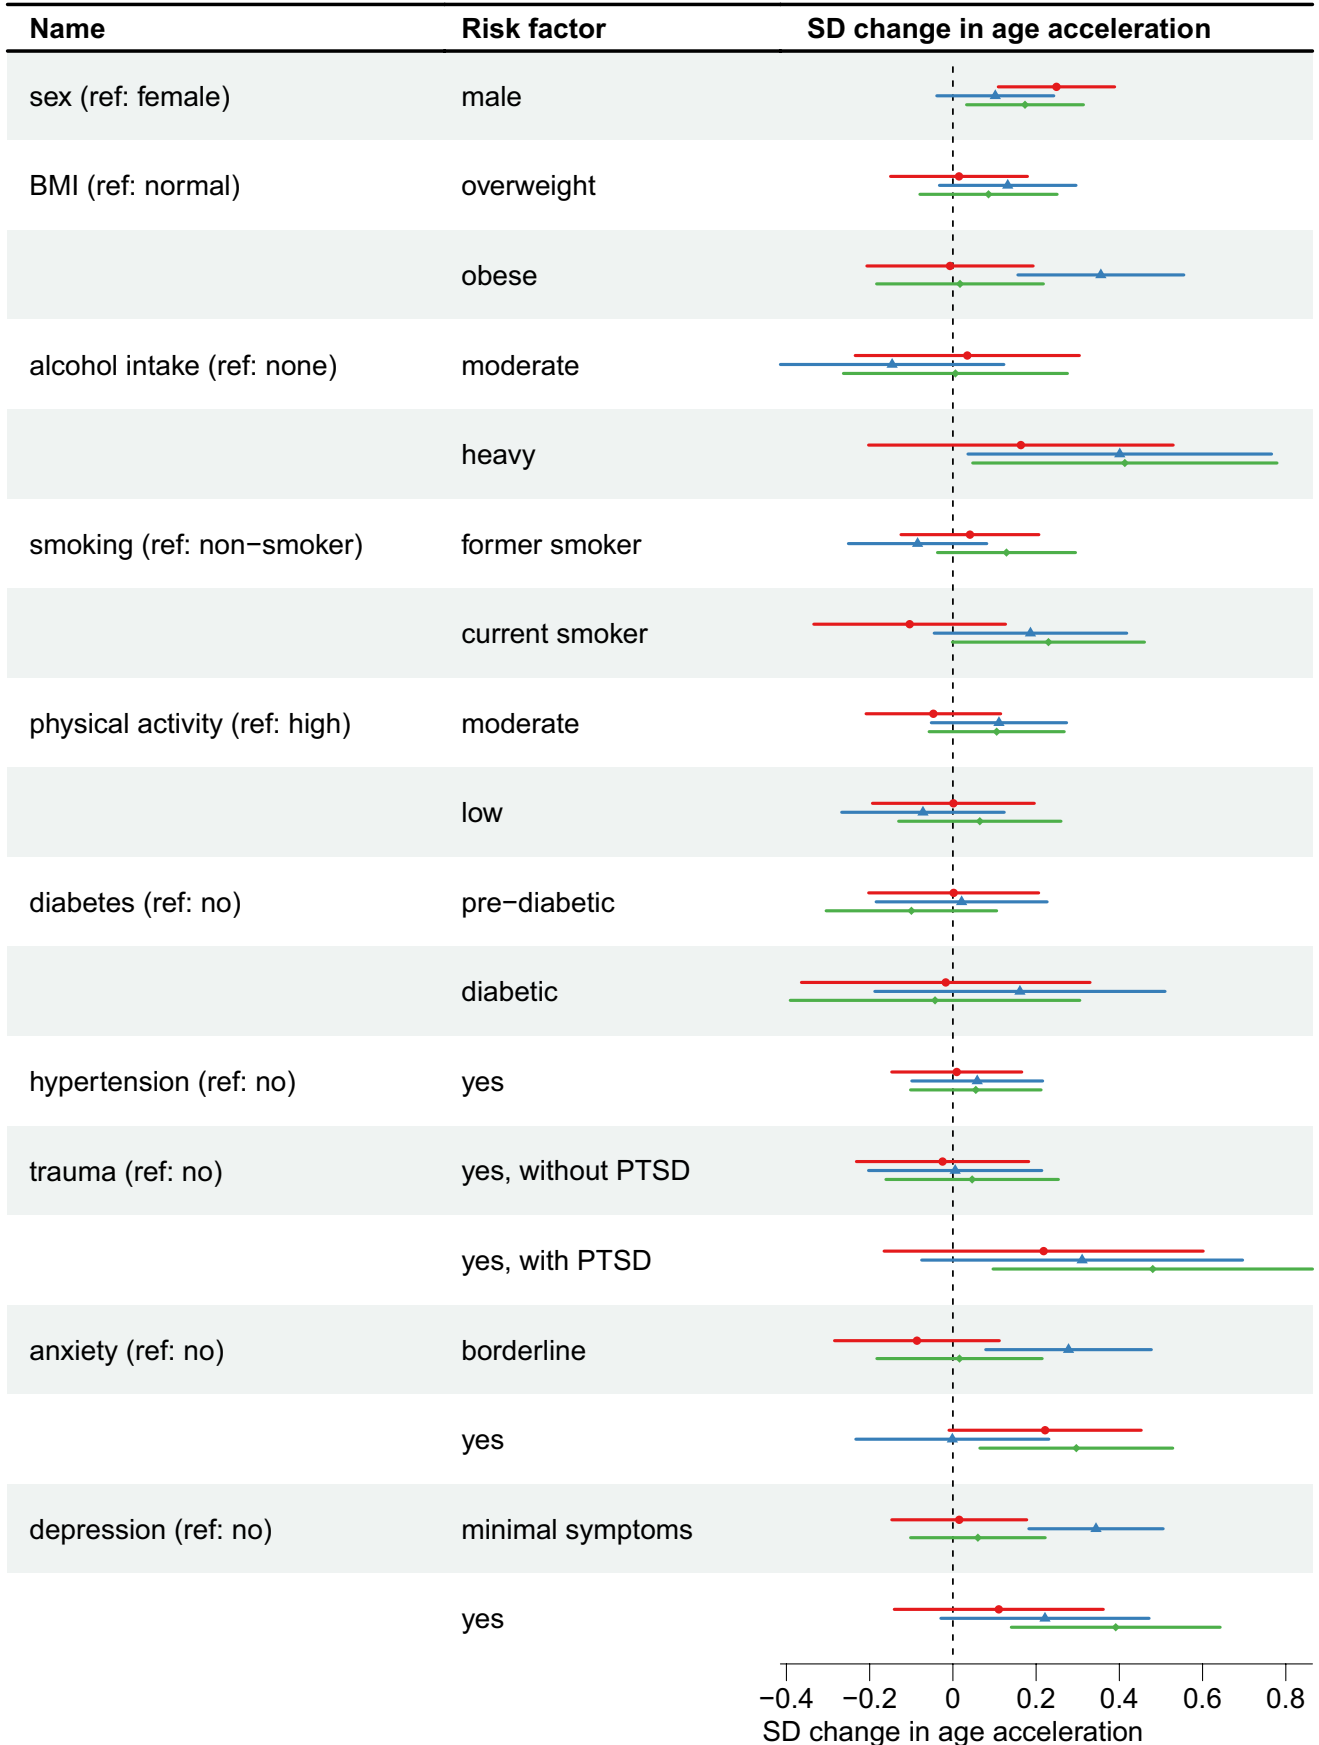 Name Risk factor SD change in age acceleration
sex (ref: female) male
BMI (ref: normal) overweight
obese
alcohol intake (ref: none) moderate
heavy
smoking (ref: non−smoker) former smoker
current smoker
physical activity (ref: high) moderate
low
diabetes (ref: no) pre−diabetic
diabetic
hypertension (ref: no) yes
trauma (ref: no) yes, without PTSD
yes, with PTSD
anxiety (ref: no) borderline
yes
depression (ref: no) minimal symptoms
yes
−0.4 −0.2 0 0.2 0.4 0.6 0.8
SD change in age acceleration